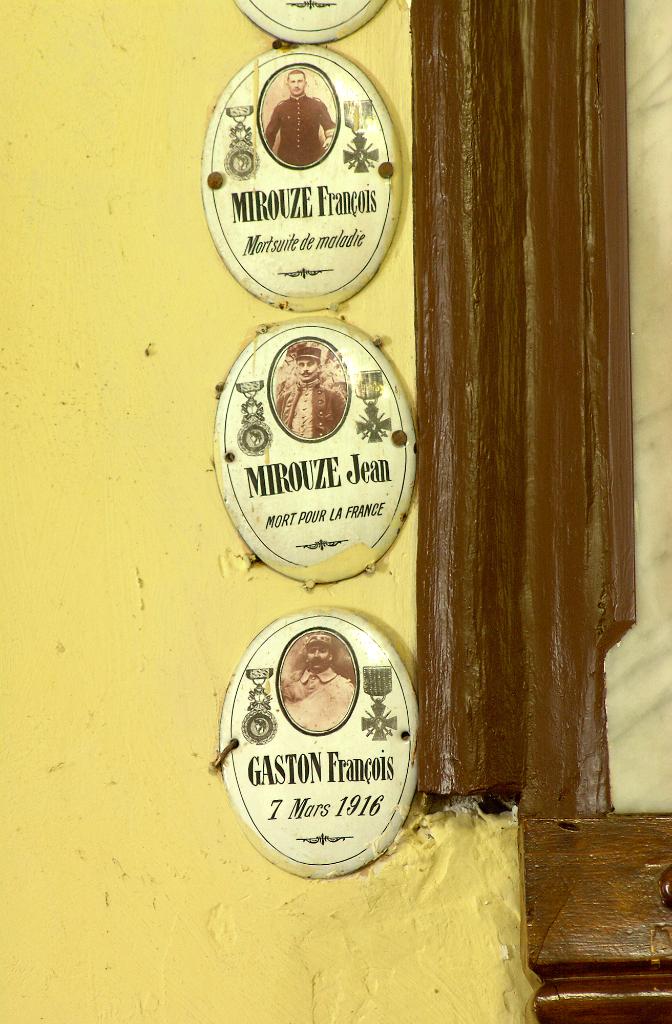 MIROUZE François
Mort suite de maladie
MIROUZE Jean
MORT POUR LA FRANCE
GASTON François
7 Mars 1916